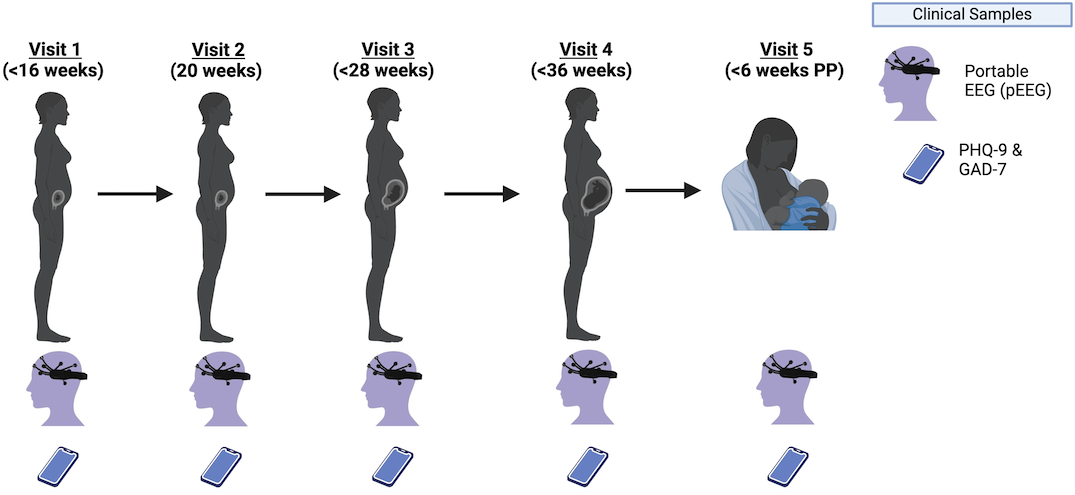 Clinical Samples
Visit 1
(<16 weeks)
Visit 2
(20 weeks)
Visit 3
(<28 weeks)
Visit 4
(<36 weeks)
Visit 5
(<6 weeks PP)
Portable
EEG (pEEG)
PHQ-9 &
GAD-7